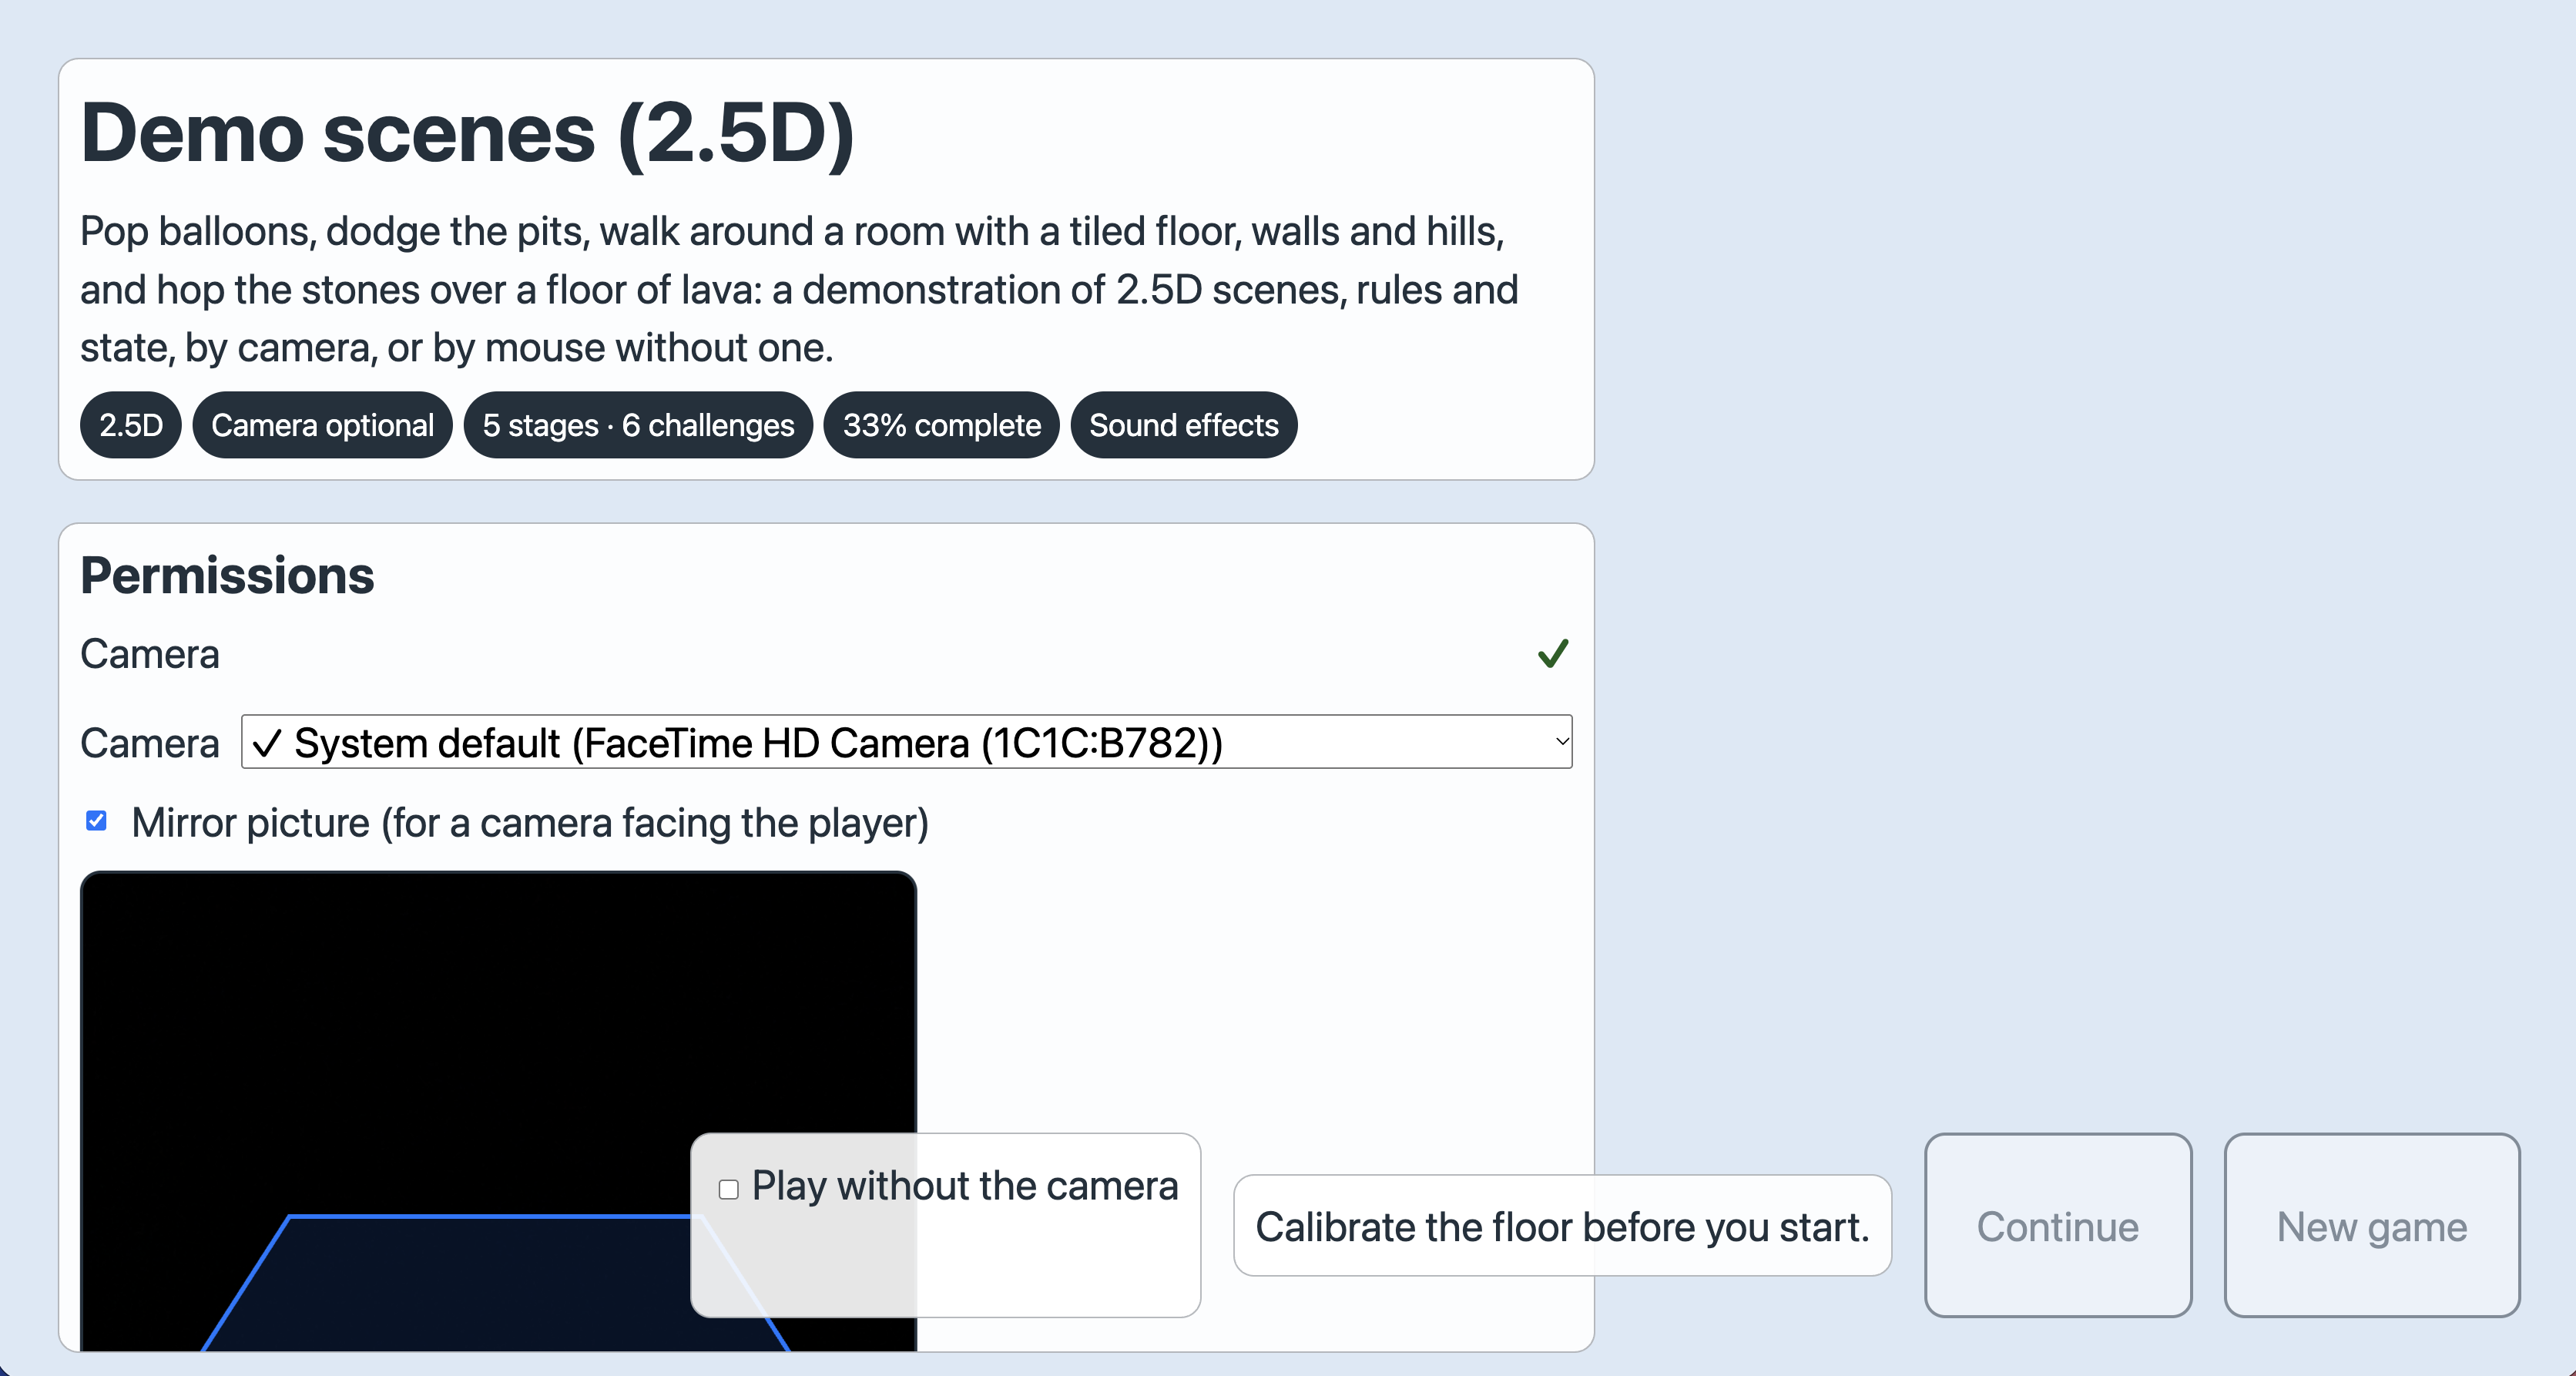 Demo scenes (2.5D)
Pop balloons, dodge the pits, walk around a room with a tiled floor, walls and hills,
and hop the stones over a floor of lava: a demonstration of 2.5D scenes, rules and
state, by camera, or by mouse without one.
2.5D
Camera optional
5 stages · 6 challenges
33% complete
Sound effects
Permissions
Camera ✓
Camera ✓ System default (FaceTime HD Camera (1C1C:B782))
Mirror picture (for a camera facing the player)
Play without the camera
Calibrate the floor before you start.
Continue
New game